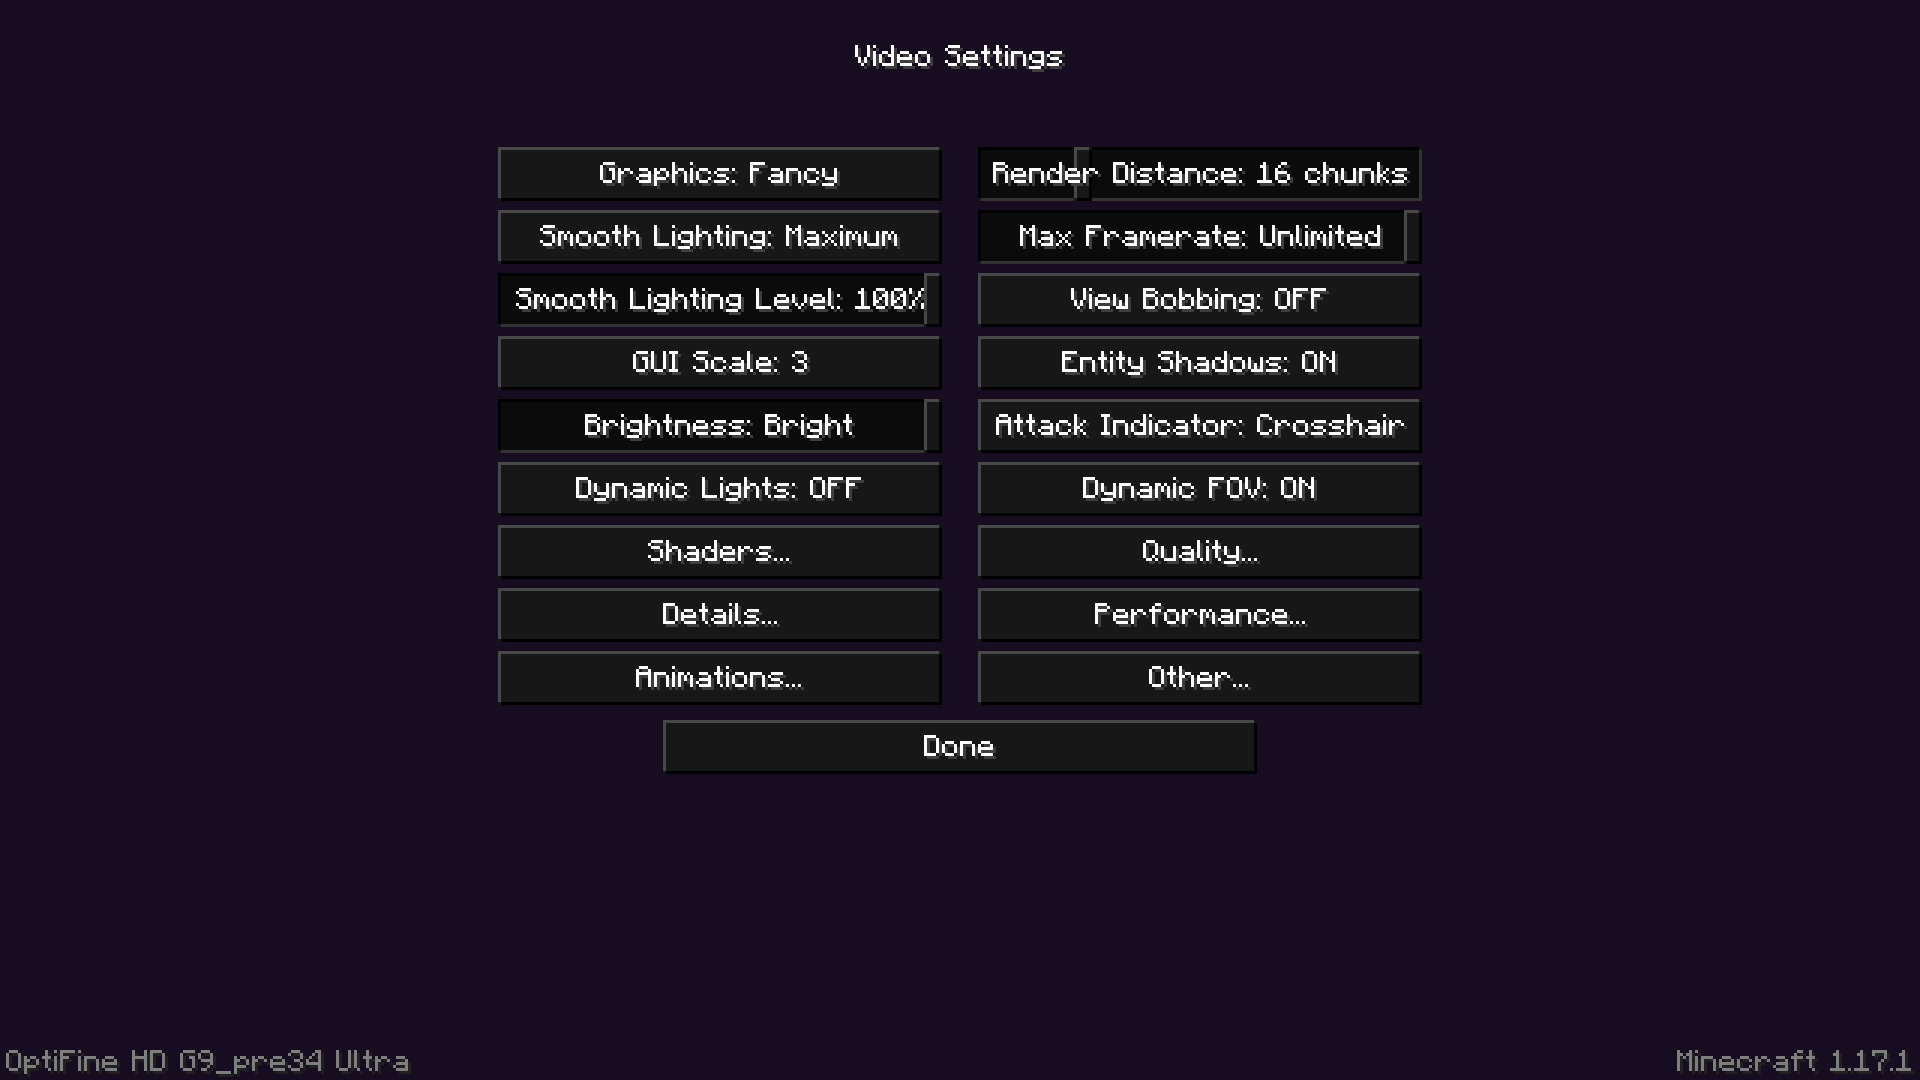 Video Settings
Graphics: Fancy
Render Distance: 16 chunks
Smooth Lighting: Maximum
Max Framerate: Unlimited
Smooth Lighting Level: 100%
View Bobbing: OFF
GUI Scale: 3
Entity Shadows: ON
Brightness: Bright
Attack Indicator: Crosshair
Dynamic Lights: OFF
Dynamic FOV: ON
Shaders...
Quality...
Details...
Performance...
Animations...
Other...
Done
OptiFine HD G9_pre34 Ultra
Minecraft 1.17.1